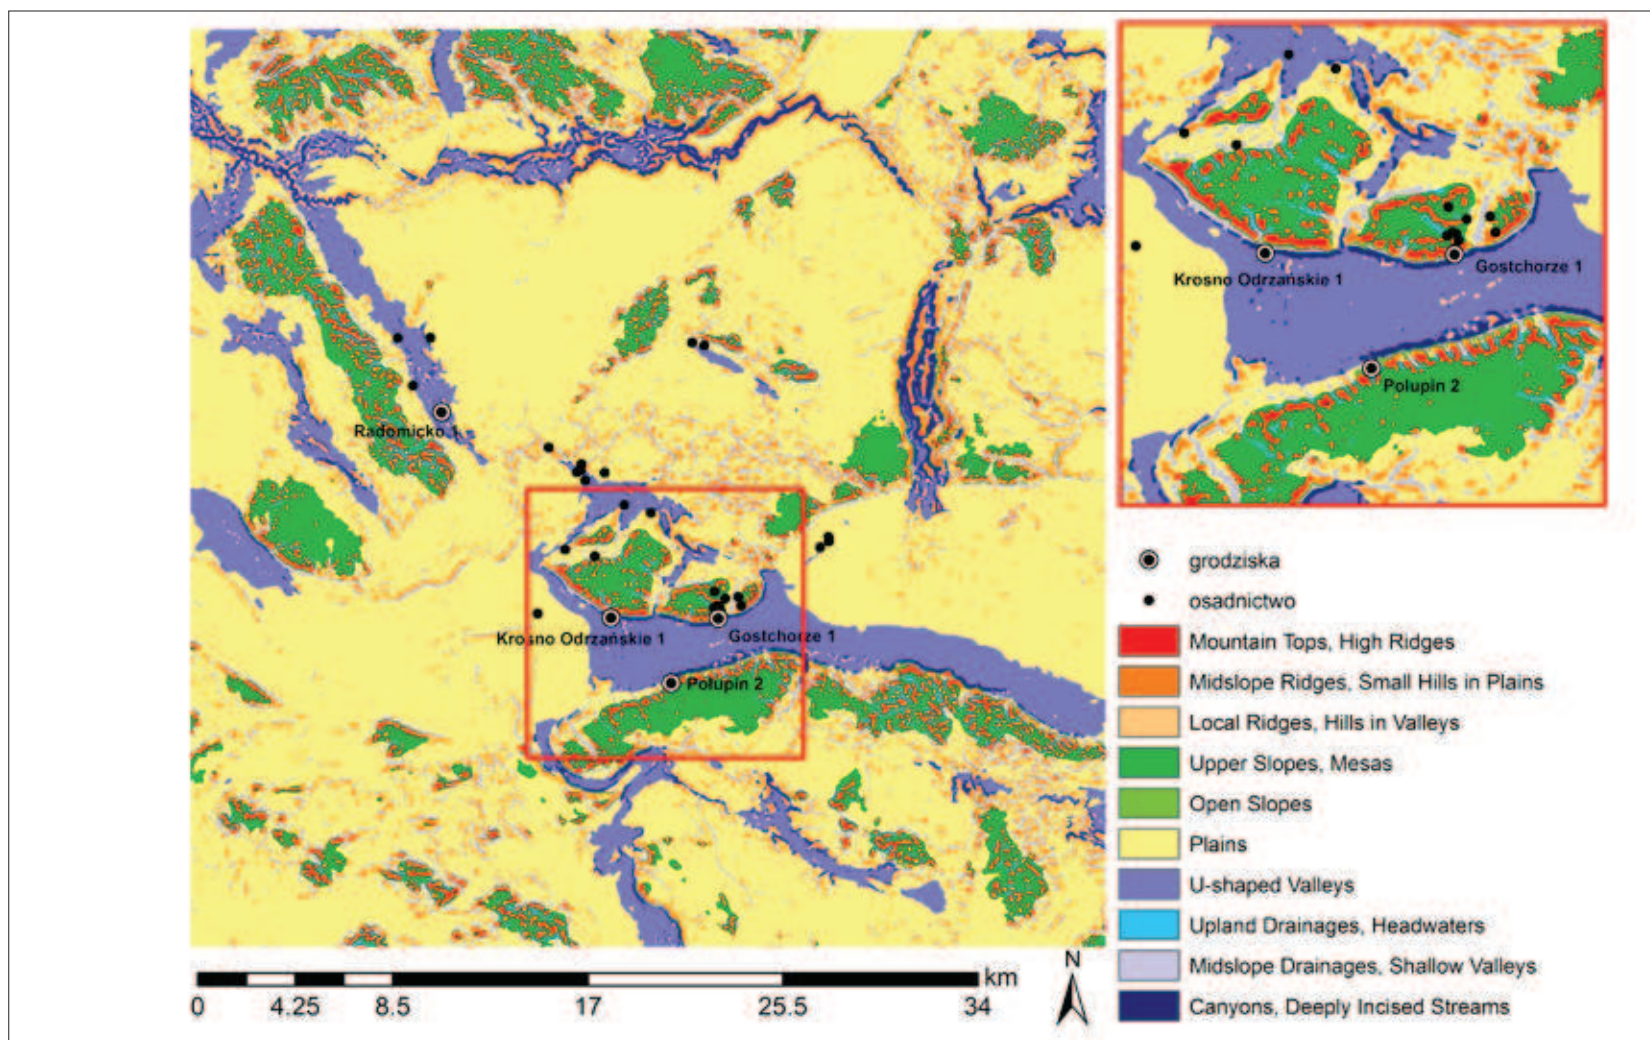 Krosno Odrzańskie 1
Gostchorze 1
Połupin 2
Radomicko 1
Krosno Odrzańskie 1
Gostchorze 1
Połupin 2
grodziska
osadnictwo
Mountain Tops, High Ridges
Midslope Ridges, Small Hills in Plains
Local Ridges, Hills in Valleys
Upper Slopes, Mesas
Open Slopes
Plains
U-shaped Valleys
Upland Drainages, Headwaters
Midslope Drainages, Shallow Valleys
Canyons, Deeply Incised Streams
km
0 4.25 8.5 17 25.5 34
N